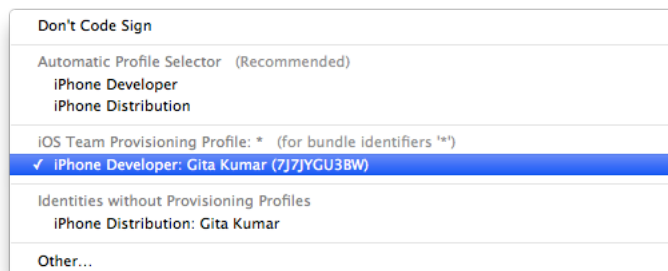 Don't Code Sign
Automatic Profile Selector (Recommended)
iPhone Developer
iPhone Distribution
iOS Team Provisioning Profile: * (for bundle identifiers '*')
✓ iPhone Developer: Gita Kumar (7J7JYGU3BW)
Identities without Provisioning Profiles
iPhone Distribution: Gita Kumar
Other...